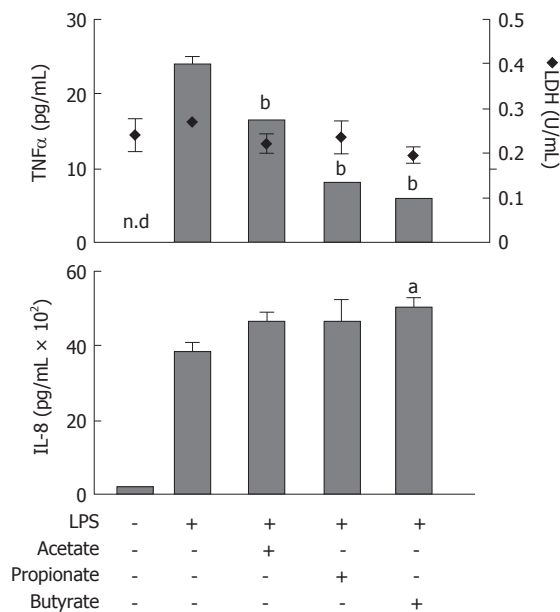 30
20
10
0
TNFα (pg/mL)
n.d
b
b
b
0.5
0.4
0.3
0.2
0.1
0
◆ LDH (U/mL)
60
40
20
0
IL-8 (pg/mL × 10²)
a
LPS - + + + +
Acetate - - + - -
Propionate - - - + -
Butyrate - - - - +